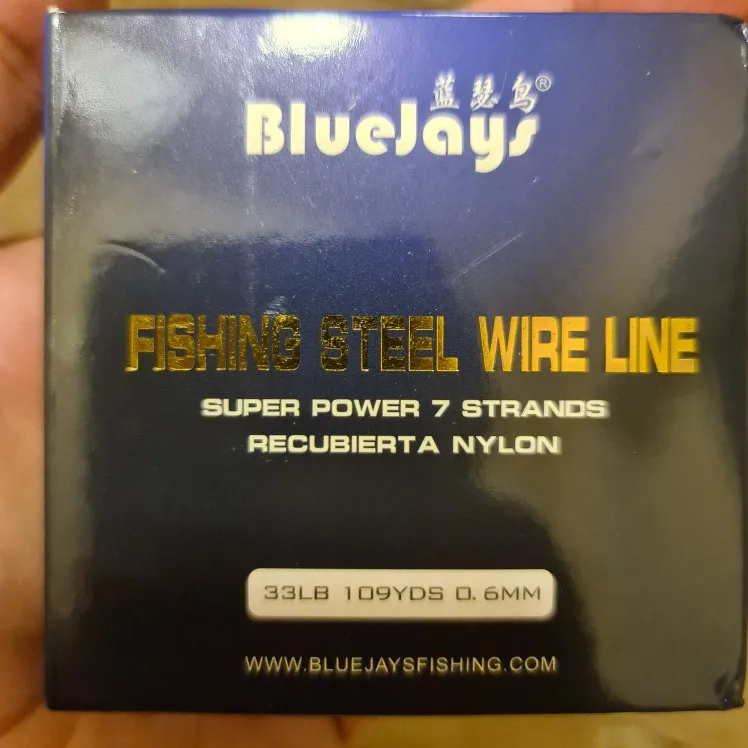 蓝瑟鸟®
BlueJays
FISHING STEEL WIRE LINE
SUPER POWER 7 STRANDS
RECUBIERTA NYLON
33LB 109YDS 0.6MM
WWW.BLUEJAYSFISHING.COM